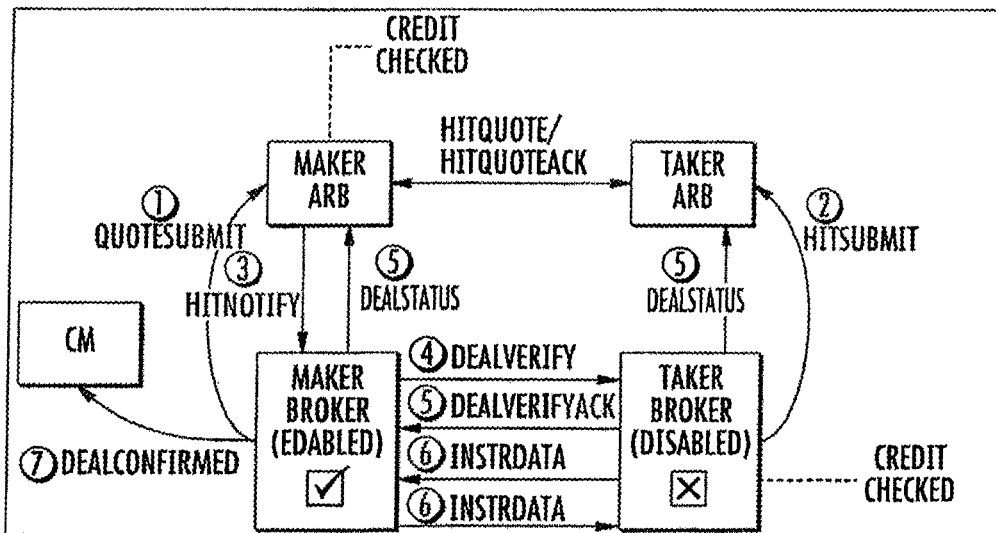 CREDIT
CHECKED
HITQUOTE/
HITQUOTEACK
MAKER
ARB
TAKER
ARB
①
QUOTESUBMIT
②
HITSUBMIT
③
HITNOTIFY
⑤
DEALSTATUS
⑤
DEALSTATUS
CM
MAKER
BROKER
(EDABLED)
④ DEALVERIFY
⑤ DEALVERIFYACK
⑥ INSTRDATA
⑥ INSTRDATA
TAKER
BROKER
(DISABLED)
⑦ DEALCONFIRMED
CREDIT
CHECKED